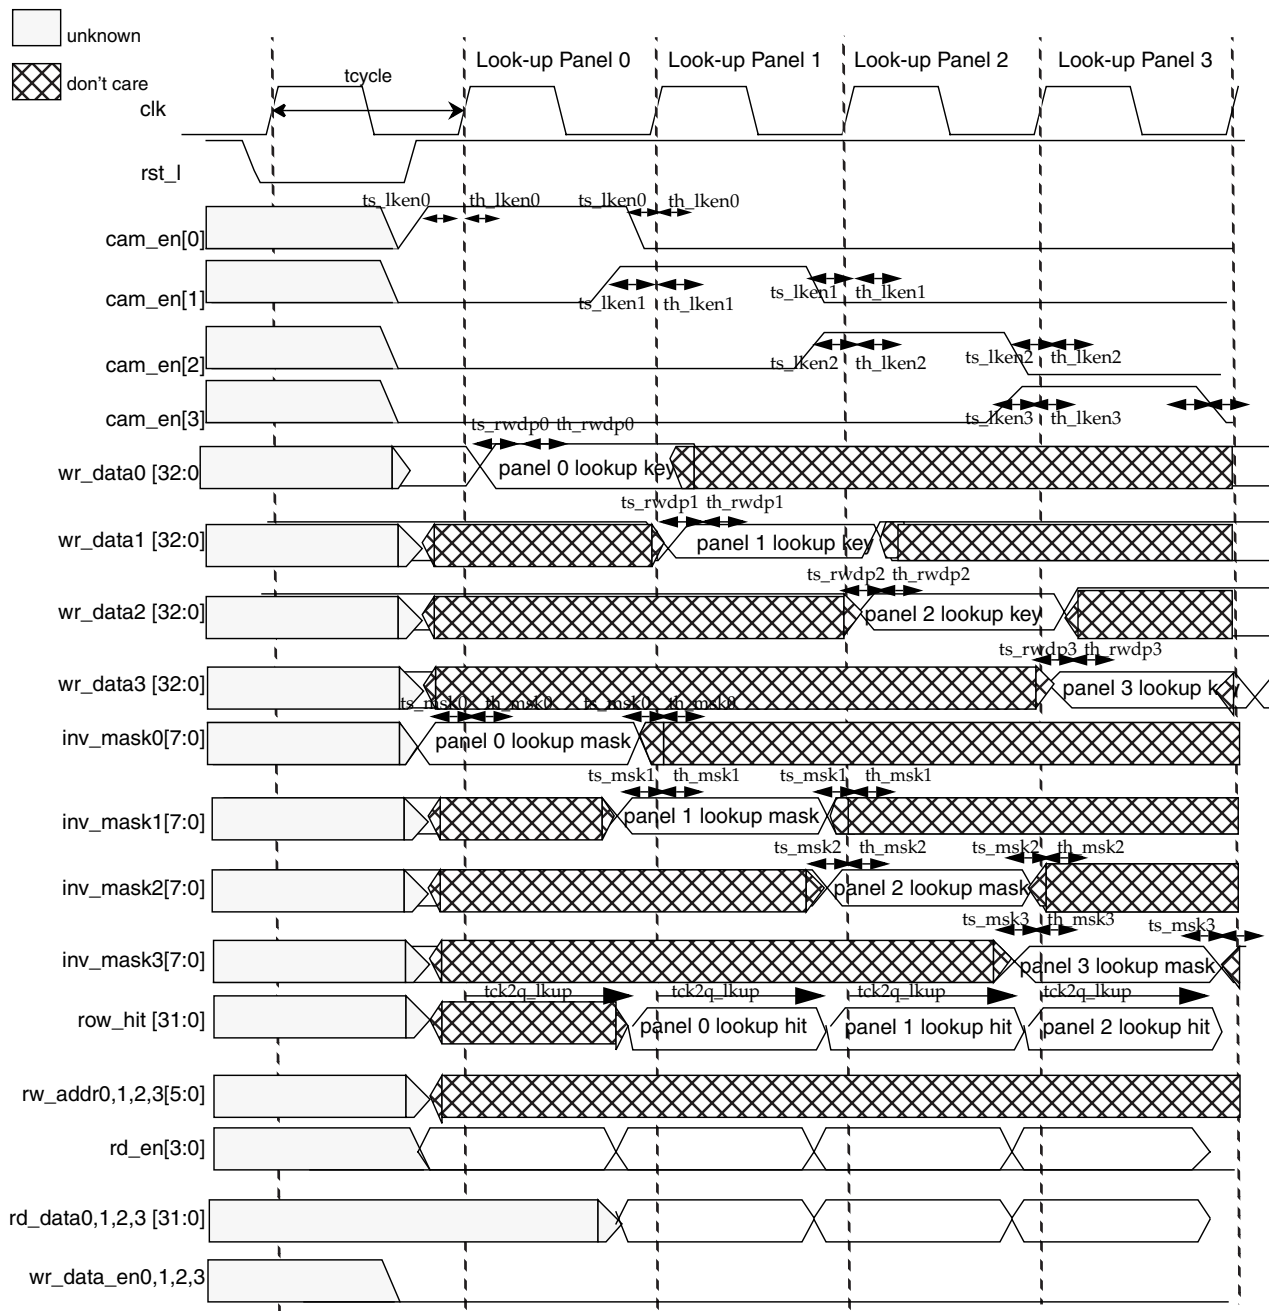 unknown
don't care
Look-up Panel 0 Look-up Panel 1 Look-up Panel 2 Look-up Panel 3
tcycle
clk
rst_l
ts_lken0 th_lken0 ts_lken0 th_lken0
cam_en[0]
cam_en[1]
ts_lken1 th_lken1 ts_lken1 th_lken1
cam_en[2]
ts_lken2 th_lken2 ts_lken2 th_lken2
cam_en[3]
ts_lken3 th_lken3
ts_rwdp0 th_rwdp0
wr_data0 [32:0 panel 0 lookup key
ts_rwdp1 th_rwdp1
wr_data1 [32:0] panel 1 lookup key
ts_rwdp2 th_rwdp2
wr_data2 [32:0] panel 2 lookup key
ts_rwdp3 th_rwdp3
wr_data3 [32:0] panel 3 lookup k
ts_msk0 th_msk0 ts_msk0 th_msk0
inv_mask0[7:0] panel 0 lookup mask
ts_msk1 th_msk1 ts_msk1 th_msk1
inv_mask1[7:0] panel 1 lookup mask
ts_msk2 th_msk2 ts_msk2 th_msk2
inv_mask2[7:0] panel 2 lookup mask
ts_msk3 th_msk3 ts_msk3
inv_mask3[7:0] panel 3 lookup mask
tck2q_lkup tck2q_lkup tck2q_lkup tck2q_lkup
row_hit [31:0] panel 0 lookup hit panel 1 lookup hit panel 2 lookup hit
rw_addr0,1,2,3[5:0]
rd_en[3:0]
rd_data0,1,2,3 [31:0]
wr_data_en0,1,2,3